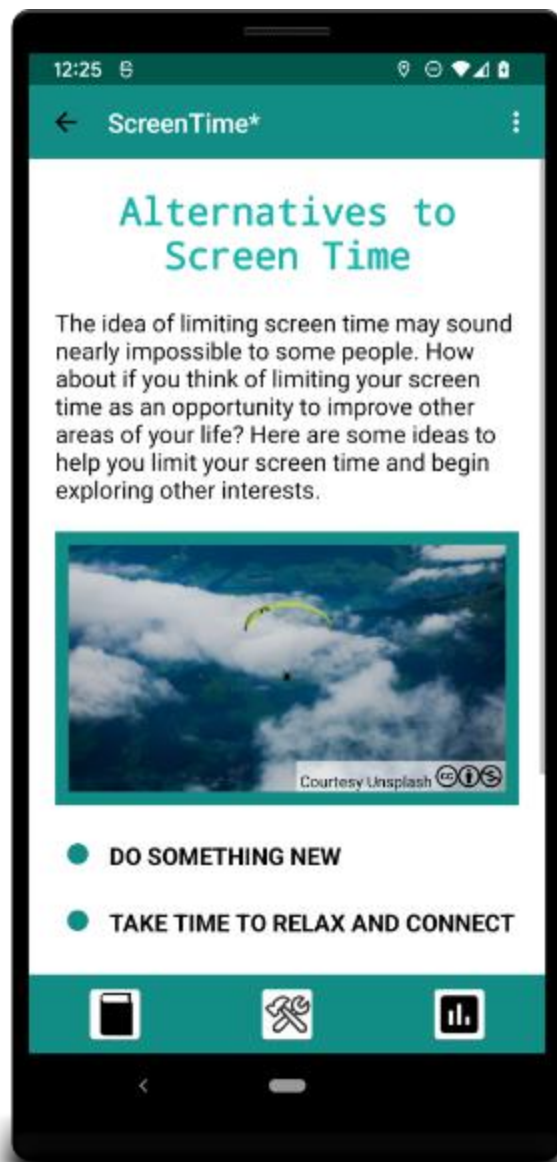 12:25
ScreenTime*
Alternatives to
Screen Time
The idea of limiting screen time may sound
nearly impossible to some people. How
about if you think of limiting your screen
time as an opportunity to improve other
areas of your life? Here are some ideas to
help you limit your screen time and begin
exploring other interests.
Courtesy Unsplash
DO SOMETHING NEW
TAKE TIME TO RELAX AND CONNECT